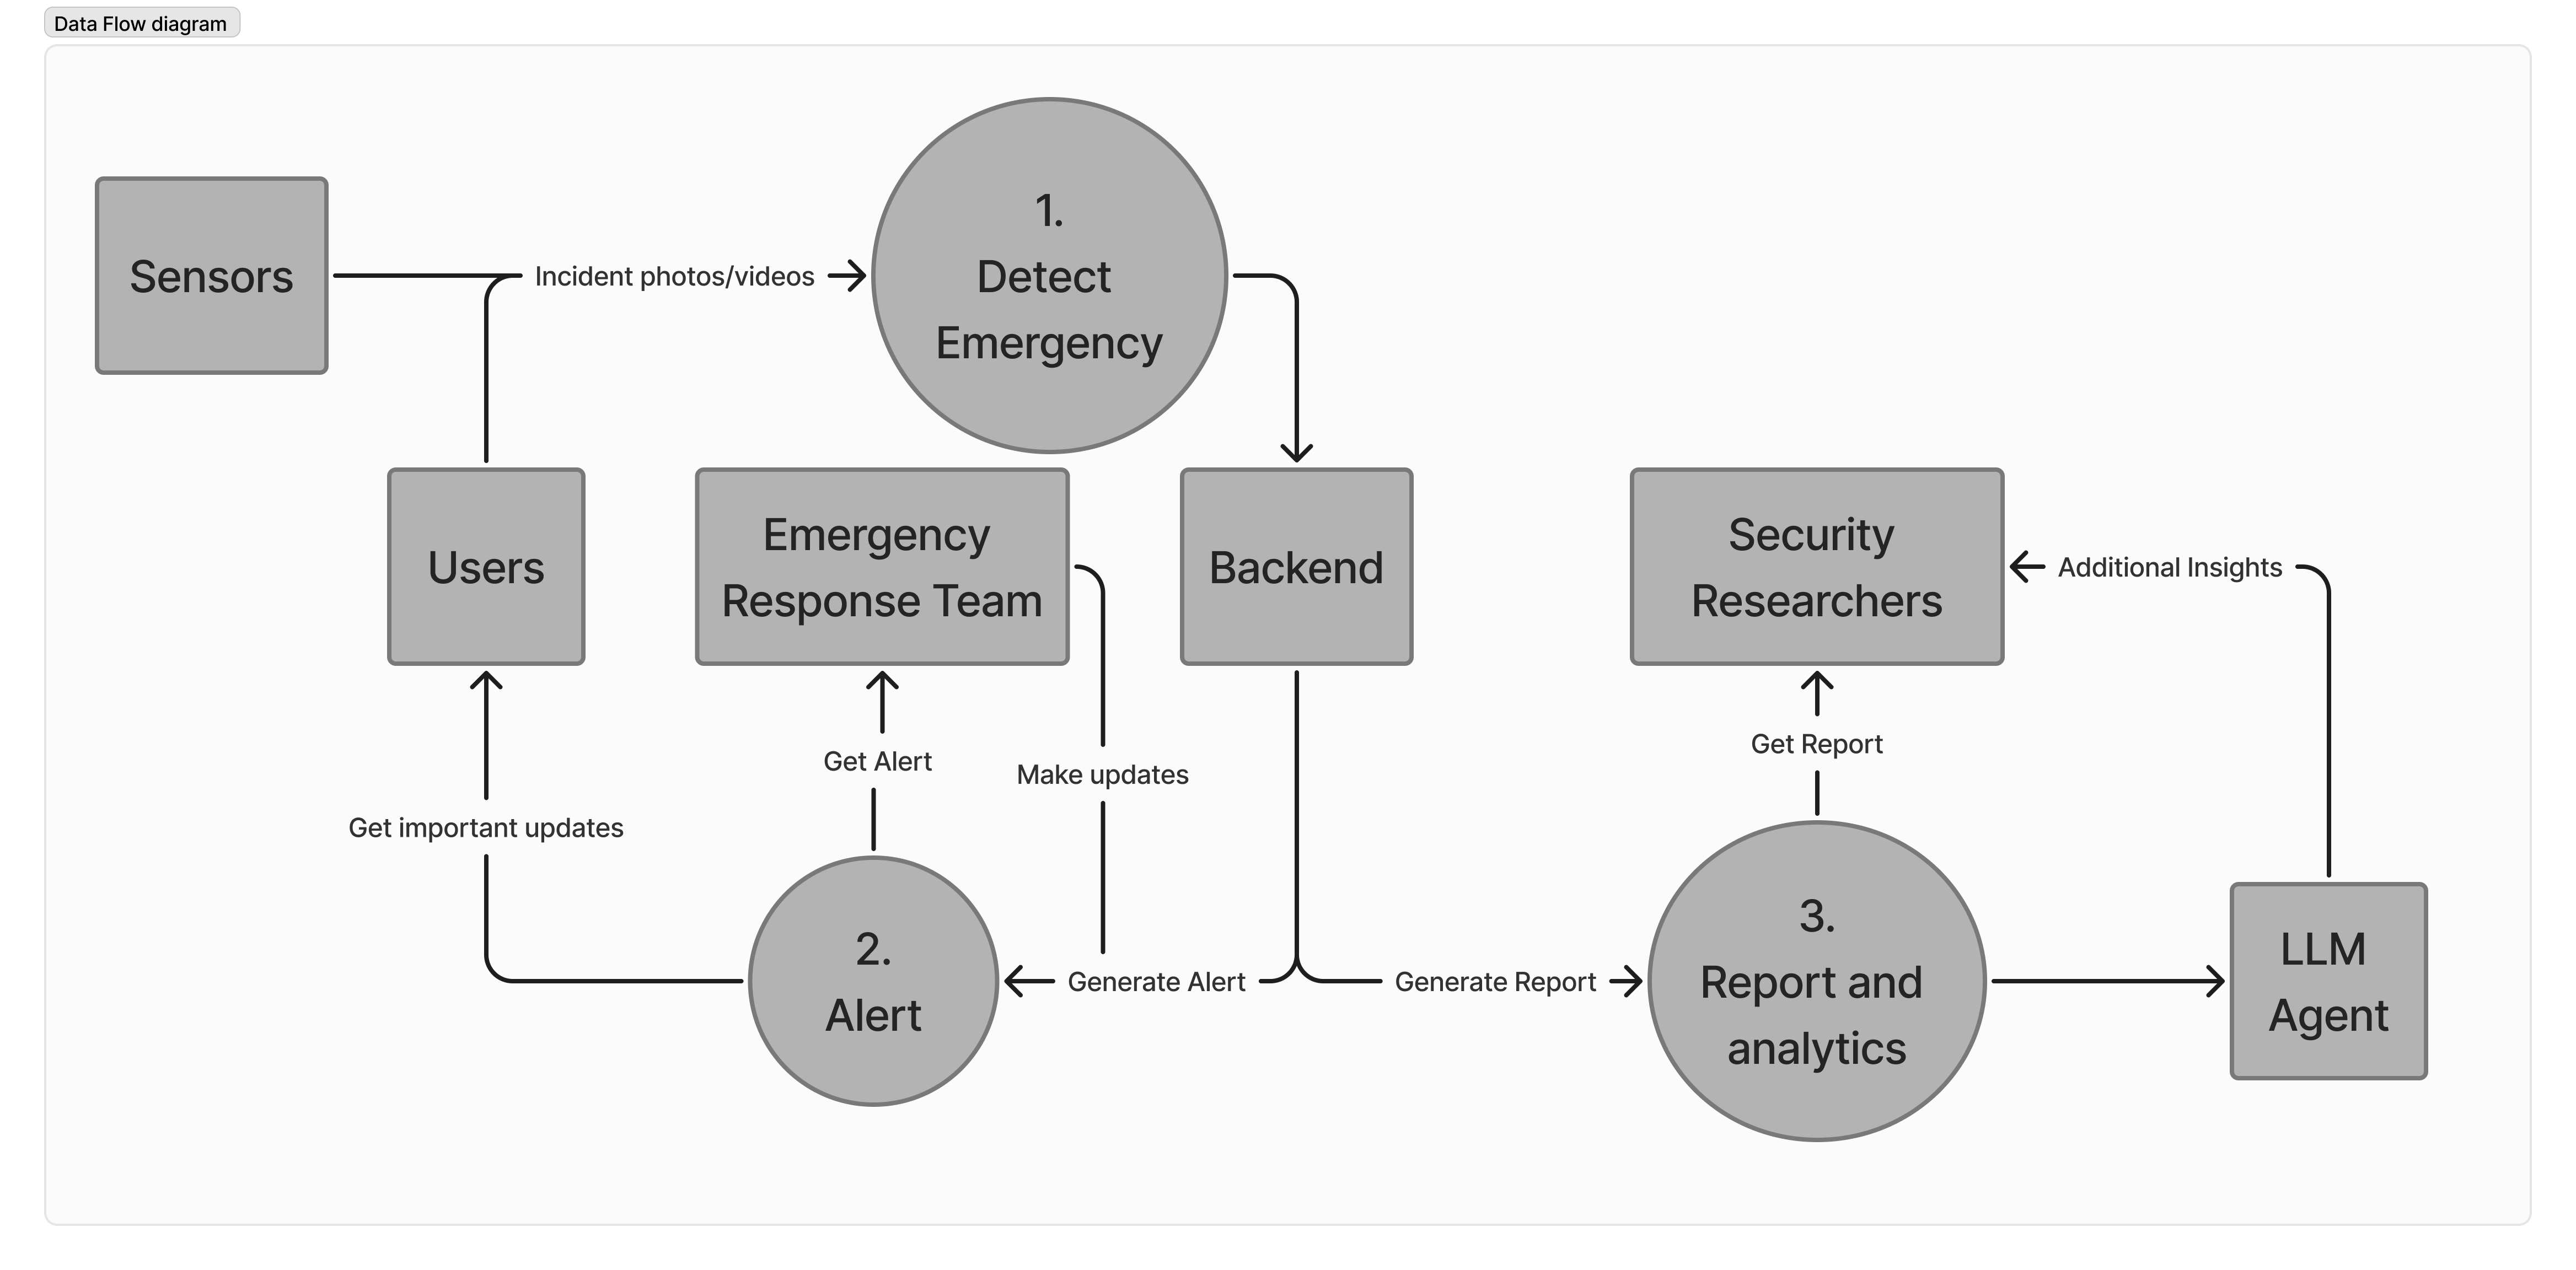 Data Flow diagram
1.
Detect
Emergency
Sensors
Incident photos/videos
Users
Emergency
Response Team
Backend
Security
Researchers
Additional Insights
Get Alert
Make updates
Get Report
Get important updates
2.
Alert
Generate Alert
Generate Report
3.
Report and
analytics
LLM
Agent